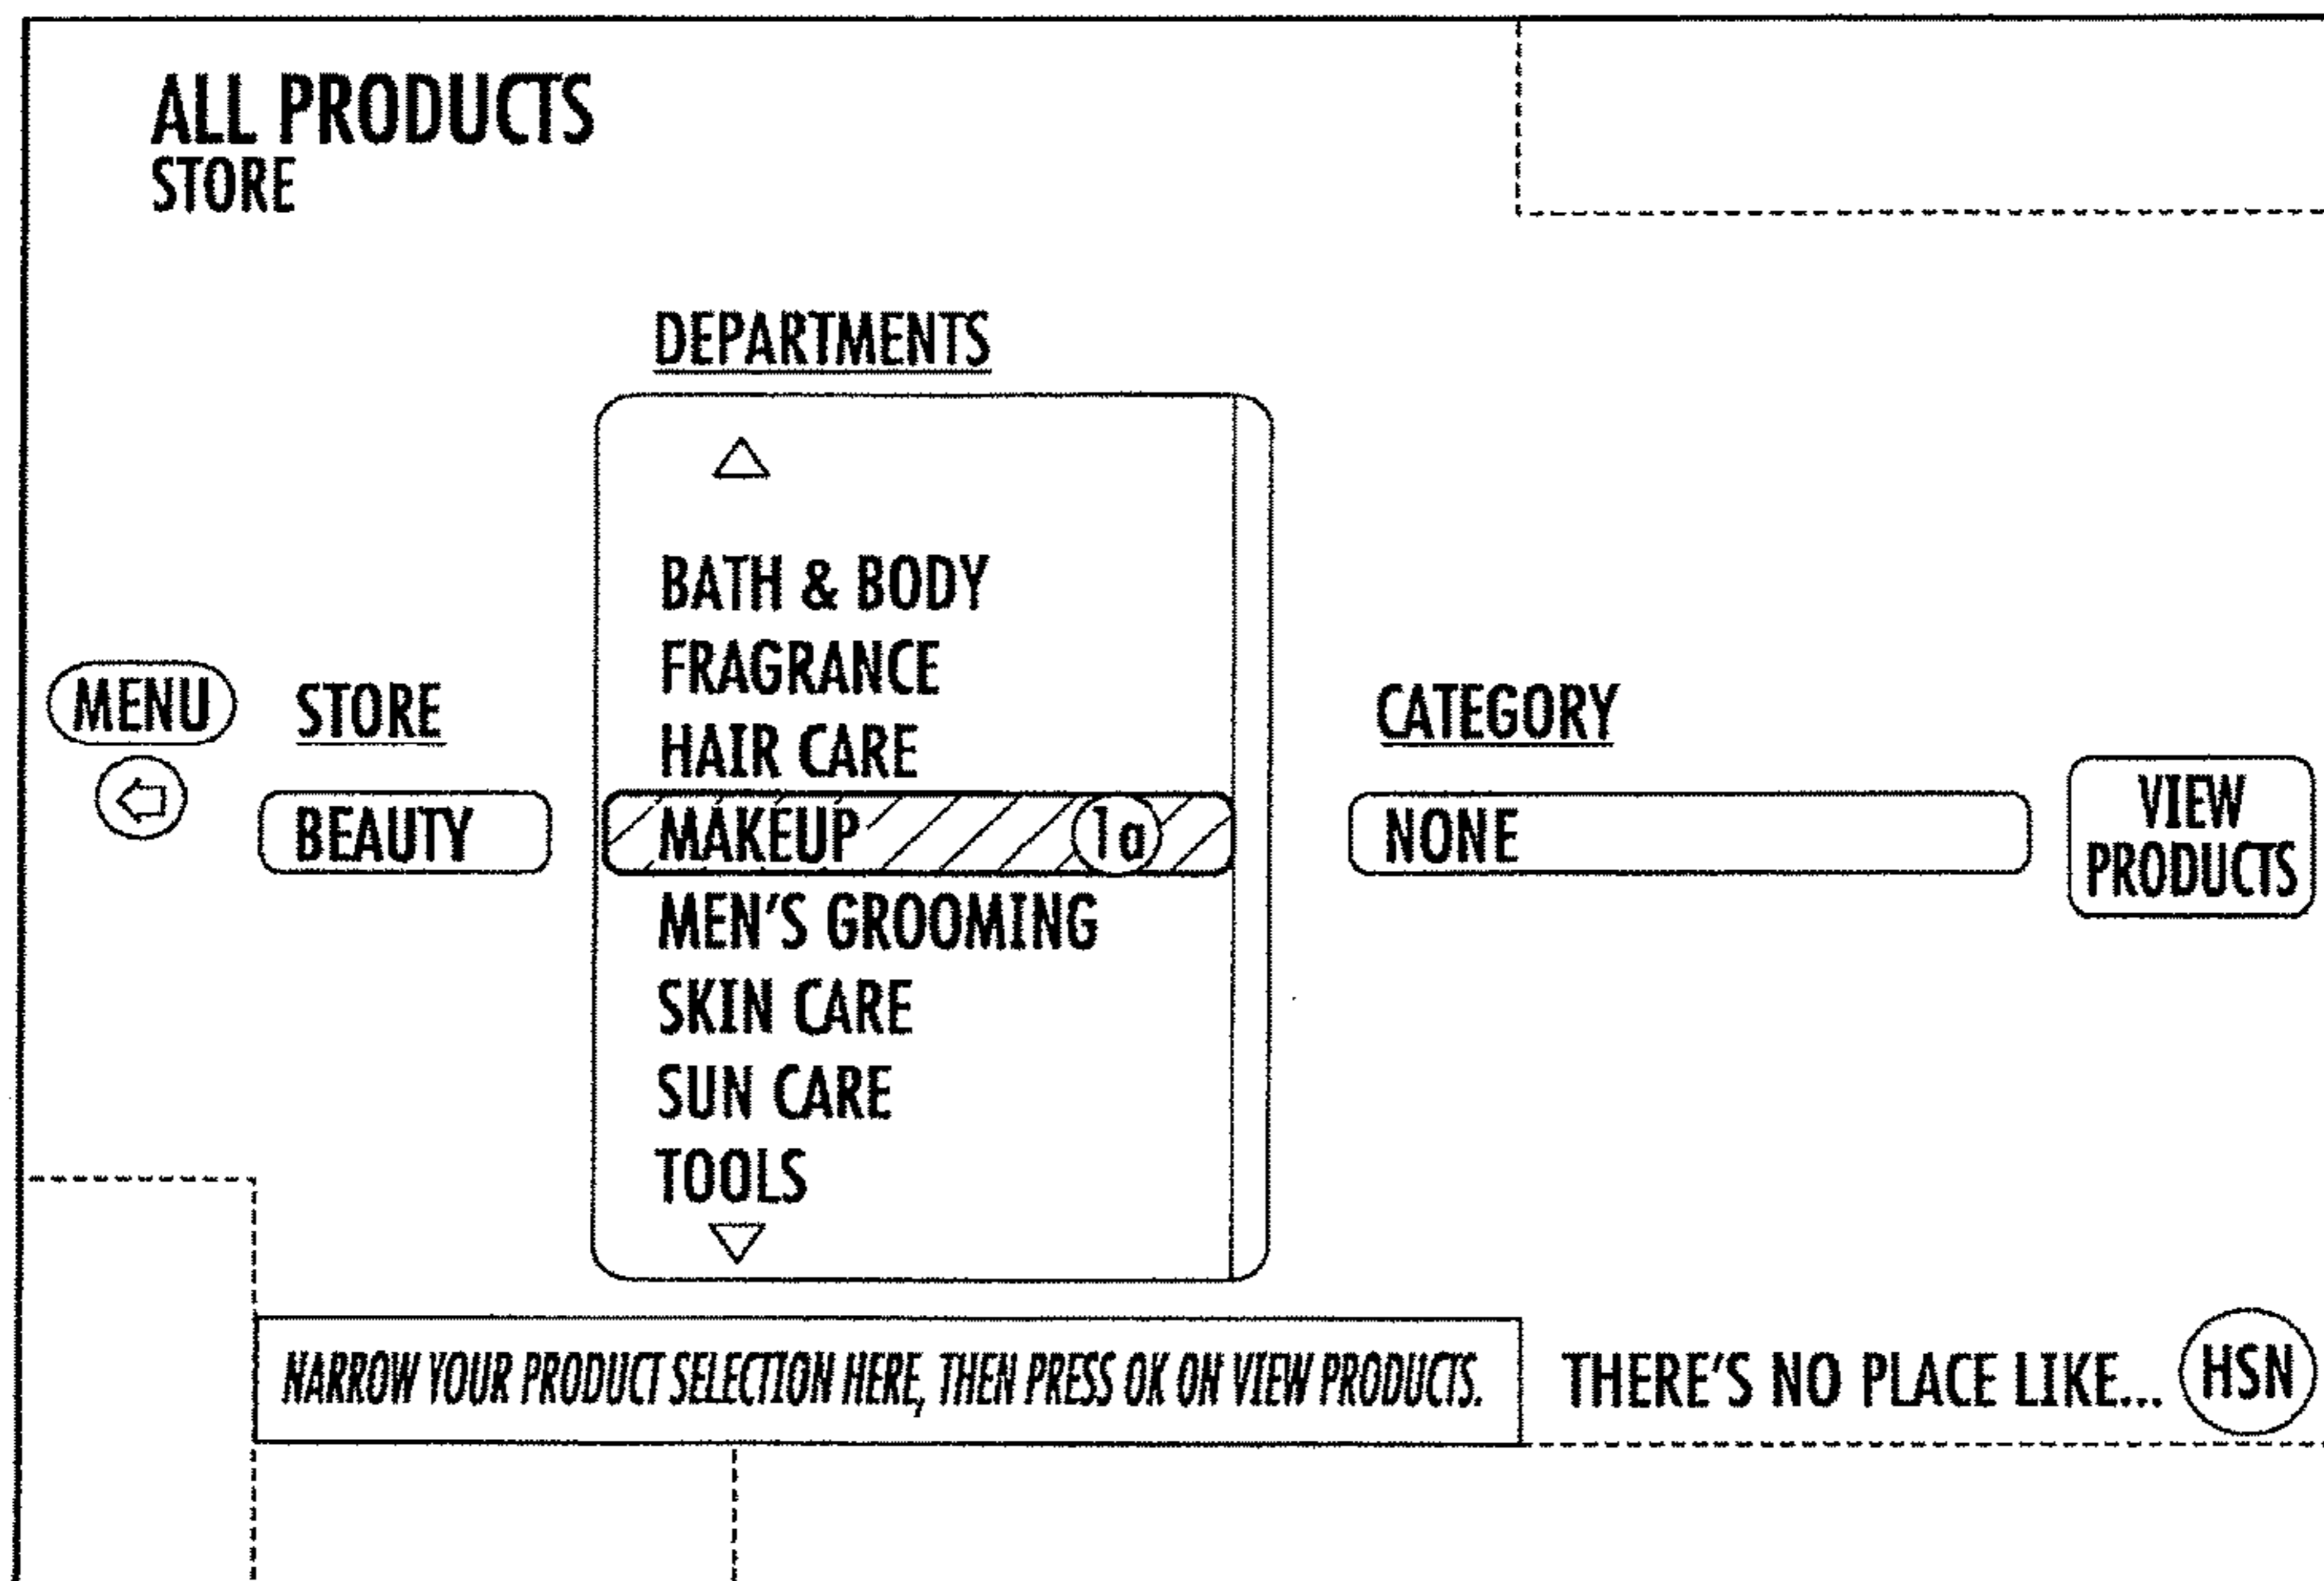 ALL PRODUCTS
STORE
DEPARTMENTS
BATH & BODY
FRAGRANCE
HAIR CARE
MENU
STORE
CATEGORY
BEAUTY
MAKEUP 1a
NONE
VIEW
PRODUCTS
MEN'S GROOMING
SKIN CARE
SUN CARE
TOOLS
NARROW YOUR PRODUCT SELECTION HERE, THEN PRESS OK ON VIEW PRODUCTS.
THERE'S NO PLACE LIKE... HSN